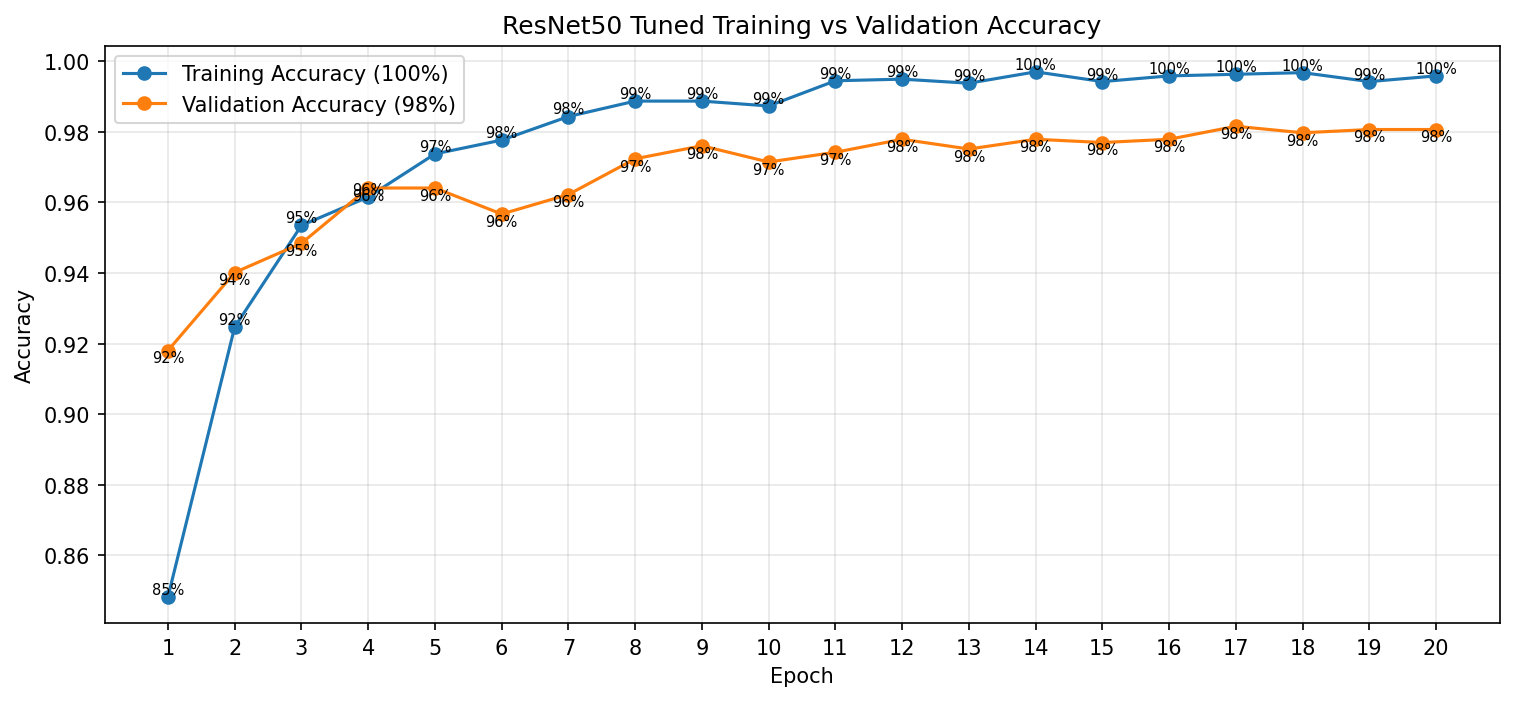 ResNet50 Tuned Training vs Validation Accuracy
Training Accuracy (100%)
Validation Accuracy (98%)
Accuracy
1.00
0.98
0.96
0.94
0.92
0.90
0.88
0.86
85% 92% 95% 96% 97% 98% 98% 99% 99% 99% 99% 99% 99% 100% 99% 100% 100% 100% 99% 100%
92% 94% 95% 96% 96% 96% 96% 97% 98% 97% 97% 98% 98% 98% 98% 98% 98% 98% 98% 98%
1 2 3 4 5 6 7 8 9 10 11 12 13 14 15 16 17 18 19 20
Epoch